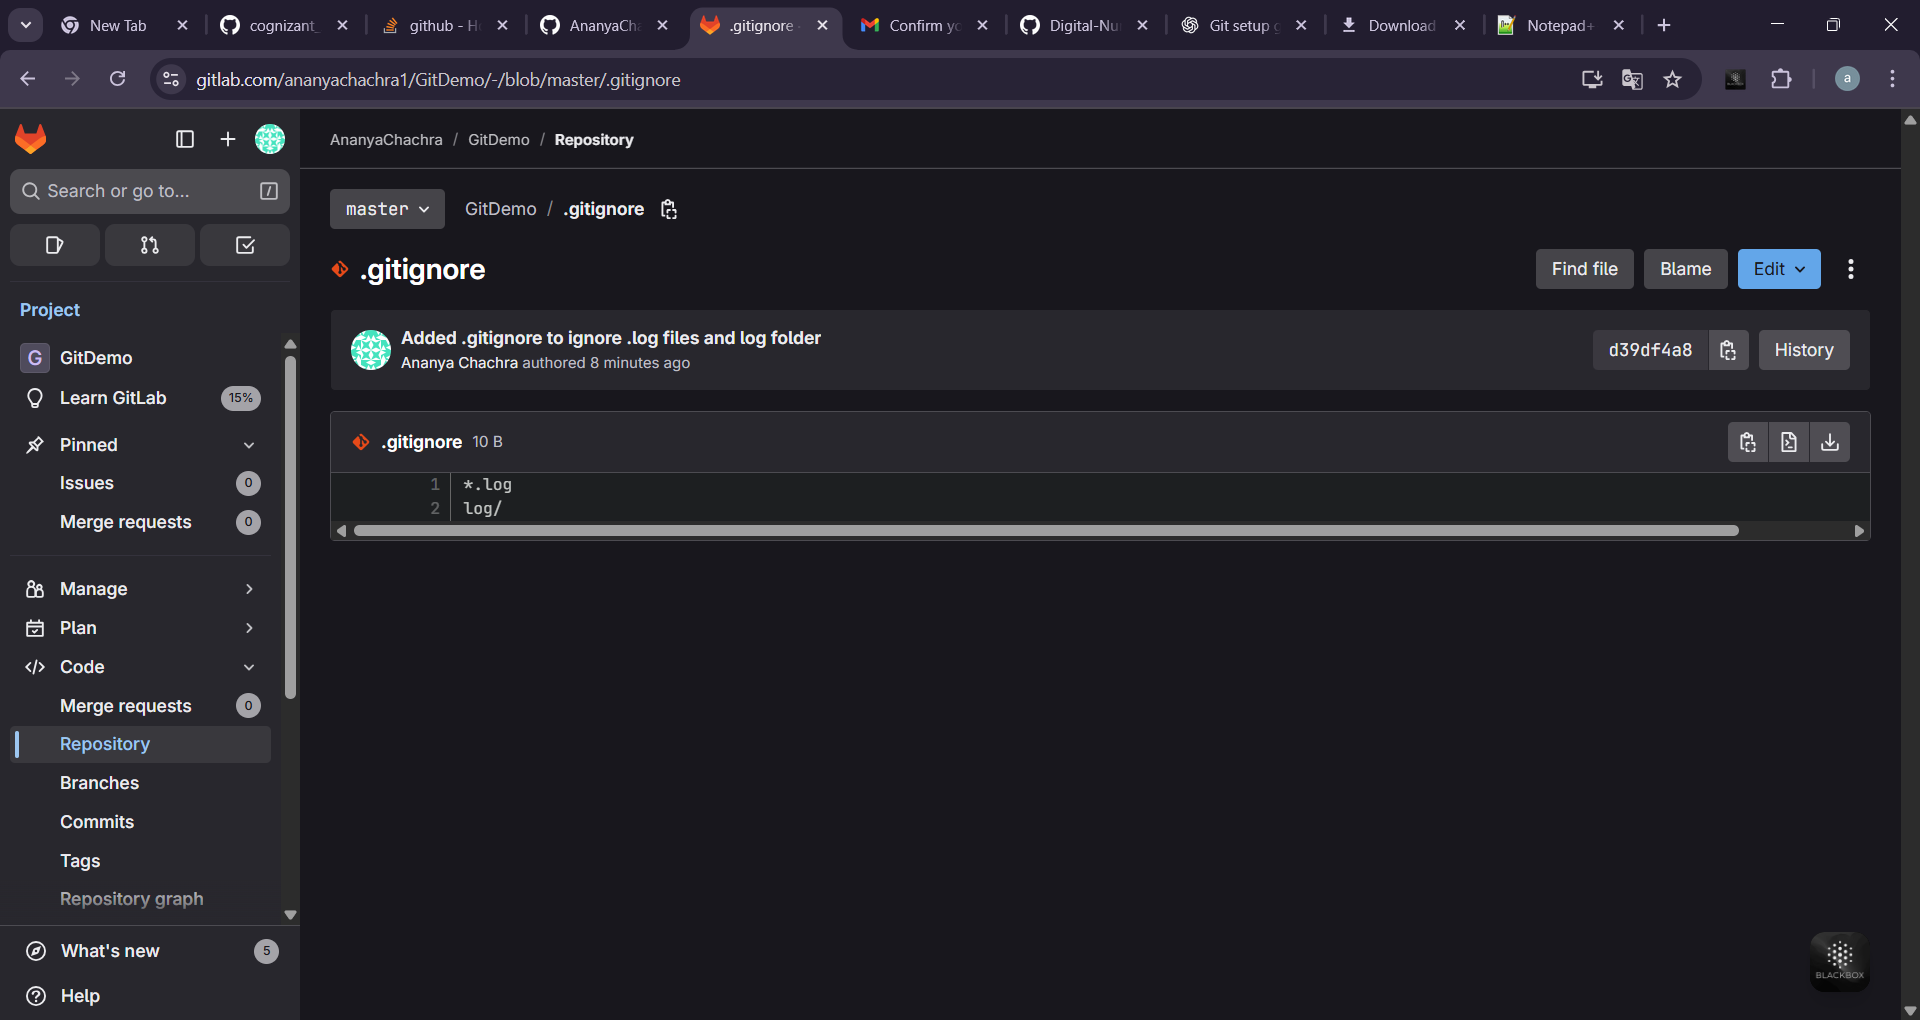 New Tab
cognizant_
github - H
AnanyaCha
.gitignore
Confirm yo
Digital-Nu
Git setup g
Download
Notepad+
gitlab.com/ananyachachra1/GitDemo/-/blob/master/.gitignore
a
AnanyaChachra / GitDemo / Repository
Search or go to...
/
master
GitDemo / .gitignore
.gitignore
Find file
Blame
Edit
Project
Added .gitignore to ignore .log files and log folder
Ananya Chachra authored 8 minutes ago
d39df4a8
History
G GitDemo
Learn GitLab 15%
Pinned
Issues 0
Merge requests 0
.gitignore 10 B
1 *.log
2 log/
Manage
Plan
Code
Merge requests 0
Repository
Branches
Commits
Tags
Repository graph
What's new 5
Help
BLACKBOX